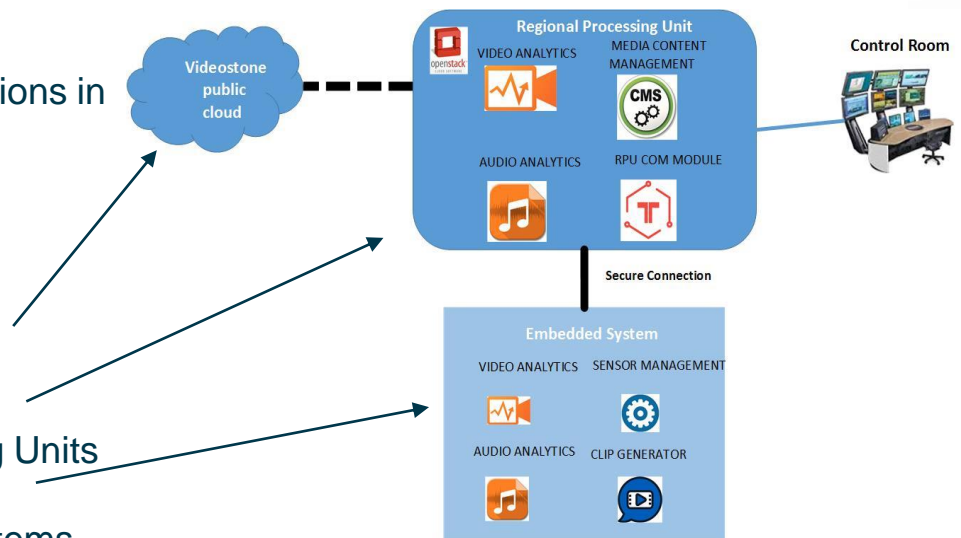 ions in
g Units
Videostone
public
cloud
Regional Processing Unit
openstack
VIDEO ANALYTICS
MEDIA CONTENT
MANAGEMENT
CMS
AUDIO ANALYTICS
RPU COM MODULE
Control Room
Secure Connection
Embedded System
VIDEO ANALYTICS
SENSOR MANAGEMENT
AUDIO ANALYTICS
CLIP GENERATOR